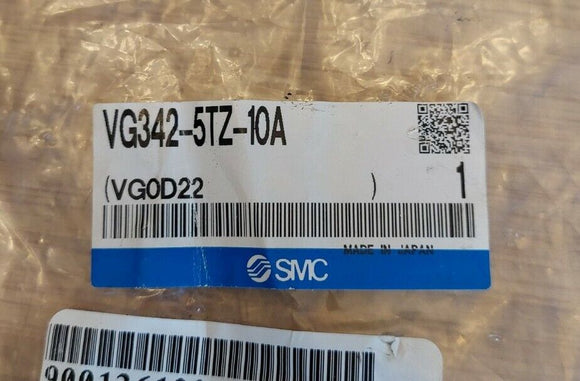 VG342-5TZ-10A
(VG0D22 ) 1
MADE IN JAPAN
SMC